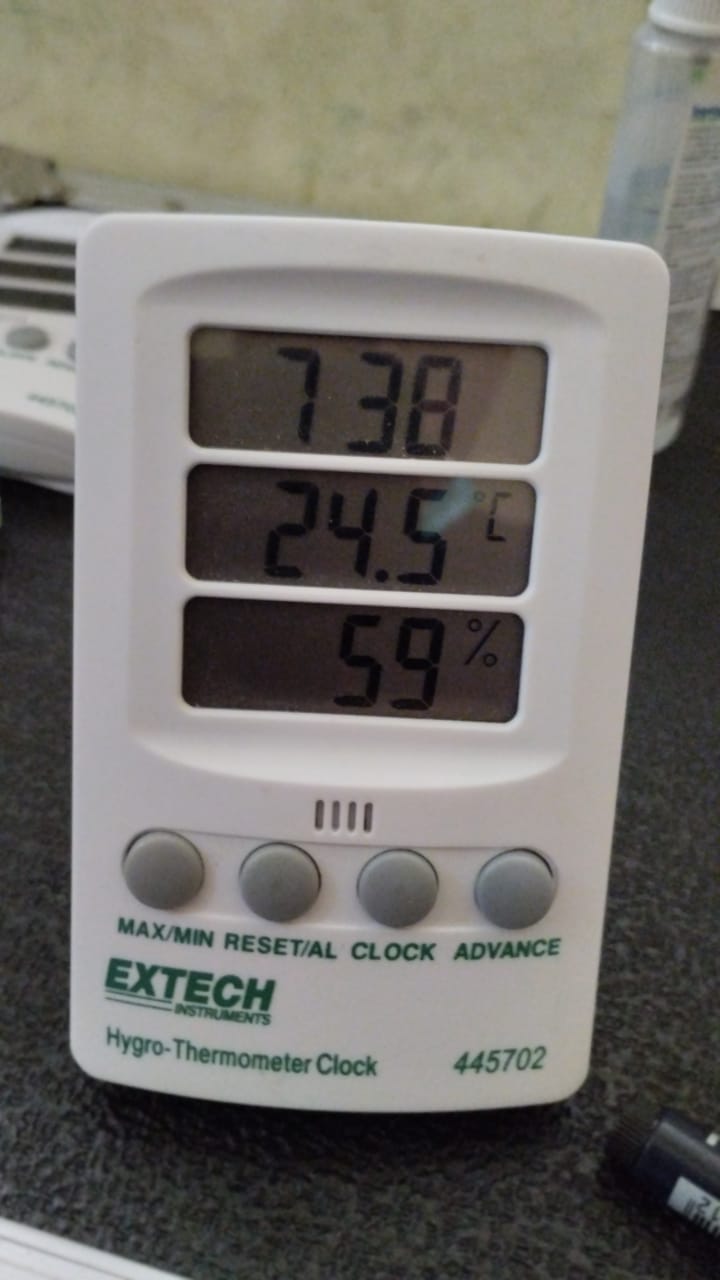 7 38
24.5 °C
59 %
MAX/MIN RESET/AL CLOCK ADVANCE
EXTECH
INSTRUMENTS
Hygro-Thermometer Clock 445702